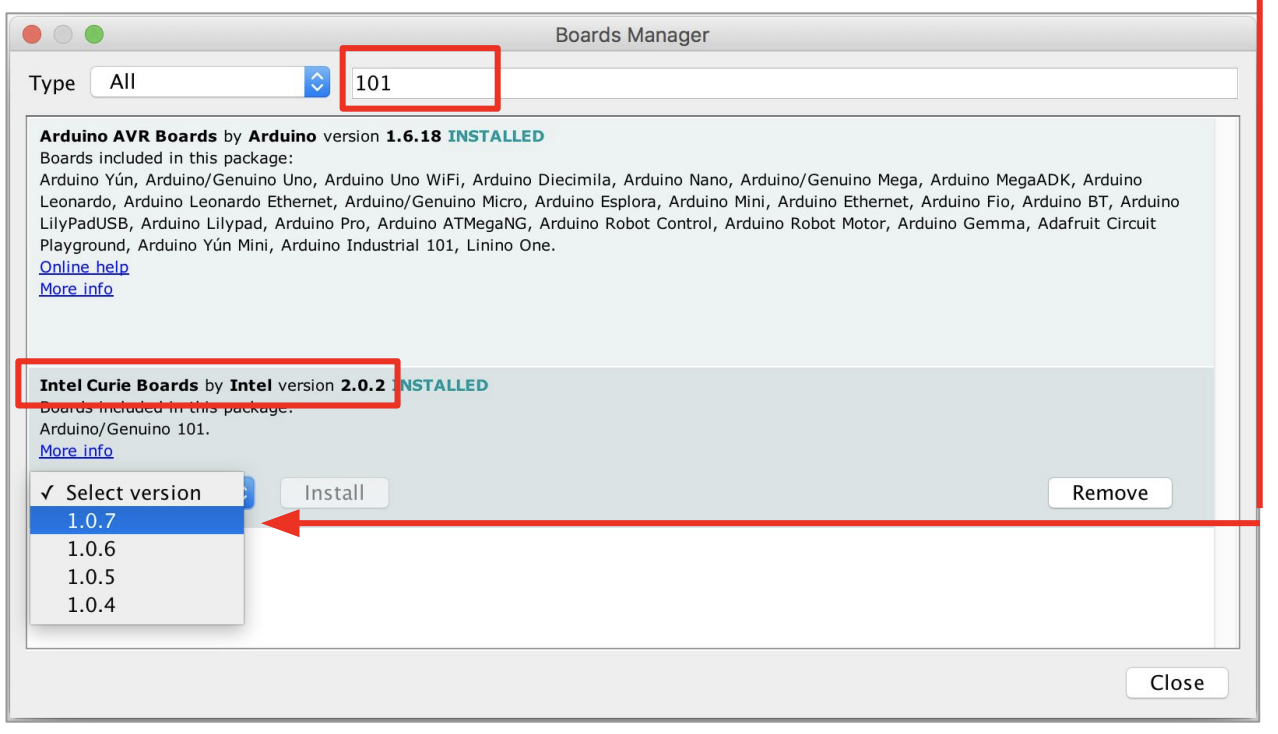 Boards Manager
Type All 101
Arduino AVR Boards by Arduino version 1.6.18 INSTALLED
Boards included in this package:
Arduino Yún, Arduino/Genuino Uno, Arduino Uno WiFi, Arduino Diecimila, Arduino Nano, Arduino/Genuino Mega, Arduino MegaADK, Arduino
Leonardo, Arduino Leonardo Ethernet, Arduino/Genuino Micro, Arduino Esplora, Arduino Mini, Arduino Ethernet, Arduino Fio, Arduino BT, Arduino
LilyPadUSB, Arduino Lilypad, Arduino Pro, Arduino ATMegaNG, Arduino Robot Control, Arduino Robot Motor, Arduino Gemma, Adafruit Circuit
Playground, Arduino Yún Mini, Arduino Industrial 101, Linino One.
Online help
More info
Intel Curie Boards by Intel version 2.0.2 INSTALLED
Boards included in this package:
Arduino/Genuino 101.
More info
✓ Select version Install Remove
1.0.7
1.0.6
1.0.5
1.0.4
Close